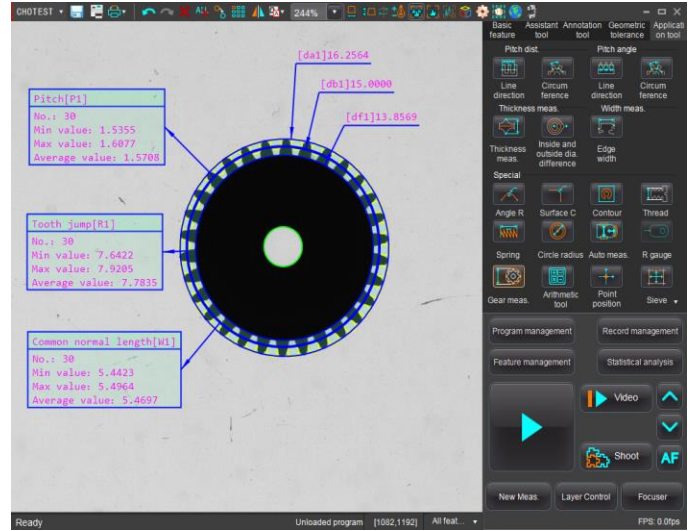 CHOTEST
244%
[da1]16.2564
[db1]15.0000
[df1]13.8569
Pitch[P1]
No.: 30
Min value: 1.5355
Max value: 1.6077
Average value: 1.5708
Tooth jump[R1]
No.: 30
Min value: 7.6422
Max value: 7.9205
Average value: 7.7835
Common normal length[W1]
No.: 30
Min value: 5.4423
Max value: 5.4964
Average value: 5.4697
Basic feature
Assistant tool
Annotation tool
Geometric tolerance
Applicati on tool
Pitch dist.
Pitch angle
Line direction
Circum ference
Line direction
Circum ference
Thickness meas.
Width meas.
Thickness meas.
Inside and outside dia. difference
Edge width
Special
Angle R
Surface C
Contour
Thread
Spring
Circle radius
Auto meas.
R gauge
Gear meas.
Arithmetic tool
Point position
Sieve
Program management
Record management
Feature management
Statistical analysis
Video
Shoot
AF
New Meas.
Layer Control
Focuser
Ready
Unloaded program
[1082,1192]
All feat...
FPS: 0.0fps